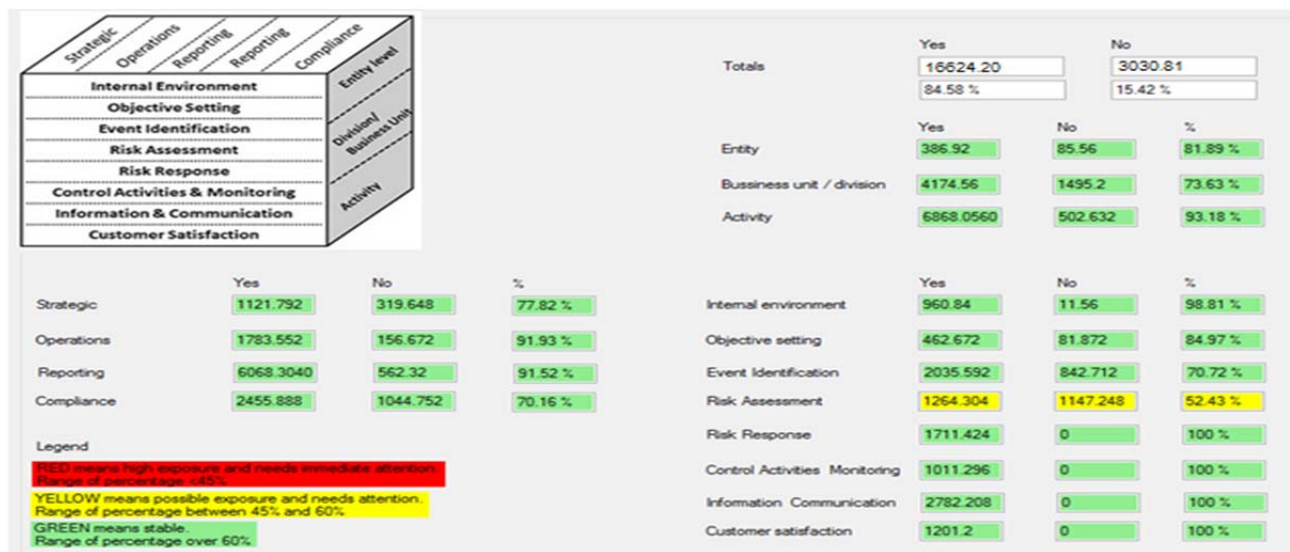 Strategic
Operations
Reporting
Reporting
Compliance
Internal Environment
Objective Setting
Event Identification
Risk Assessment
Risk Response
Control Activities & Monitoring
Information & Communication
Customer Satisfaction
Entity level
Division/
Business Unit
Activity
Yes No
Totals 16624.20 3030.81
84.58 % 15.42 %
Yes No %
Entity 386.92 85.56 81.89 %
Bussiness unit / division 4174.56 1495.2 73.63 %
Activity 6868.0560 502.632 93.18 %
Yes No %
Strategic 1121.792 319.648 77.82 %
Operations 1783.552 156.672 91.93 %
Reporting 6068.3040 562.32 91.52 %
Compliance 2455.888 1044.752 70.16 %
Legend
RED means high exposure and needs immediate attention.
Range of percentage <45%
YELLOW means possible exposure and needs attention.
Range of percentage between 45% and 60%
GREEN means stable.
Range of percentage over 60%
Yes No %
Internal environment 960.84 11.56 98.81 %
Objective setting 462.672 81.872 84.97 %
Event Identification 2035.592 842.712 70.72 %
Risk Assessment 1264.304 1147.248 52.43 %
Risk Response 1711.424 0 100 %
Control Activities Monitoring 1011.296 0 100 %
Information Communication 2782.208 0 100 %
Customer satisfaction 1201.2 0 100 %